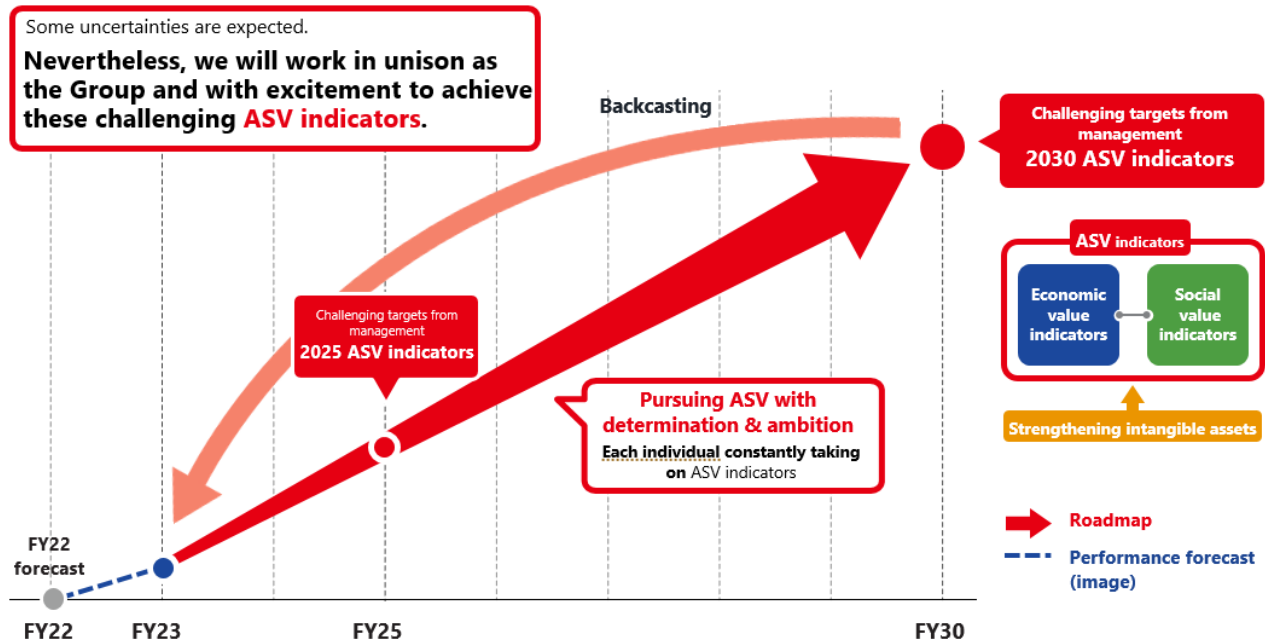 Some uncertainties are expected.
Nevertheless, we will work in unison as
the Group and with excitement to achieve
these challenging ASV indicators.
Backcasting
Challenging targets from
management
2030 ASV indicators
ASV indicators
Economic
value
indicators
Social
value
indicators
Strengthening intangible assets
Challenging targets from
management
2025 ASV indicators
Pursuing ASV with
determination & ambition
Each individual constantly taking
on ASV indicators
Roadmap
Performance forecast
(image)
FY22
forecast
FY22
FY23
FY25
FY30